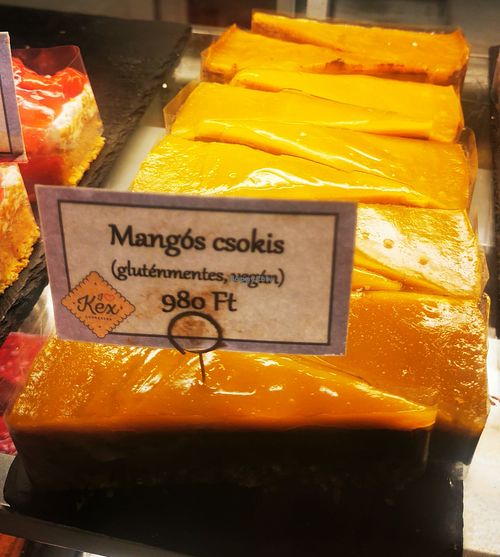 Mangós csokis
(gluténmentes, vegán)
980 Ft
Kex